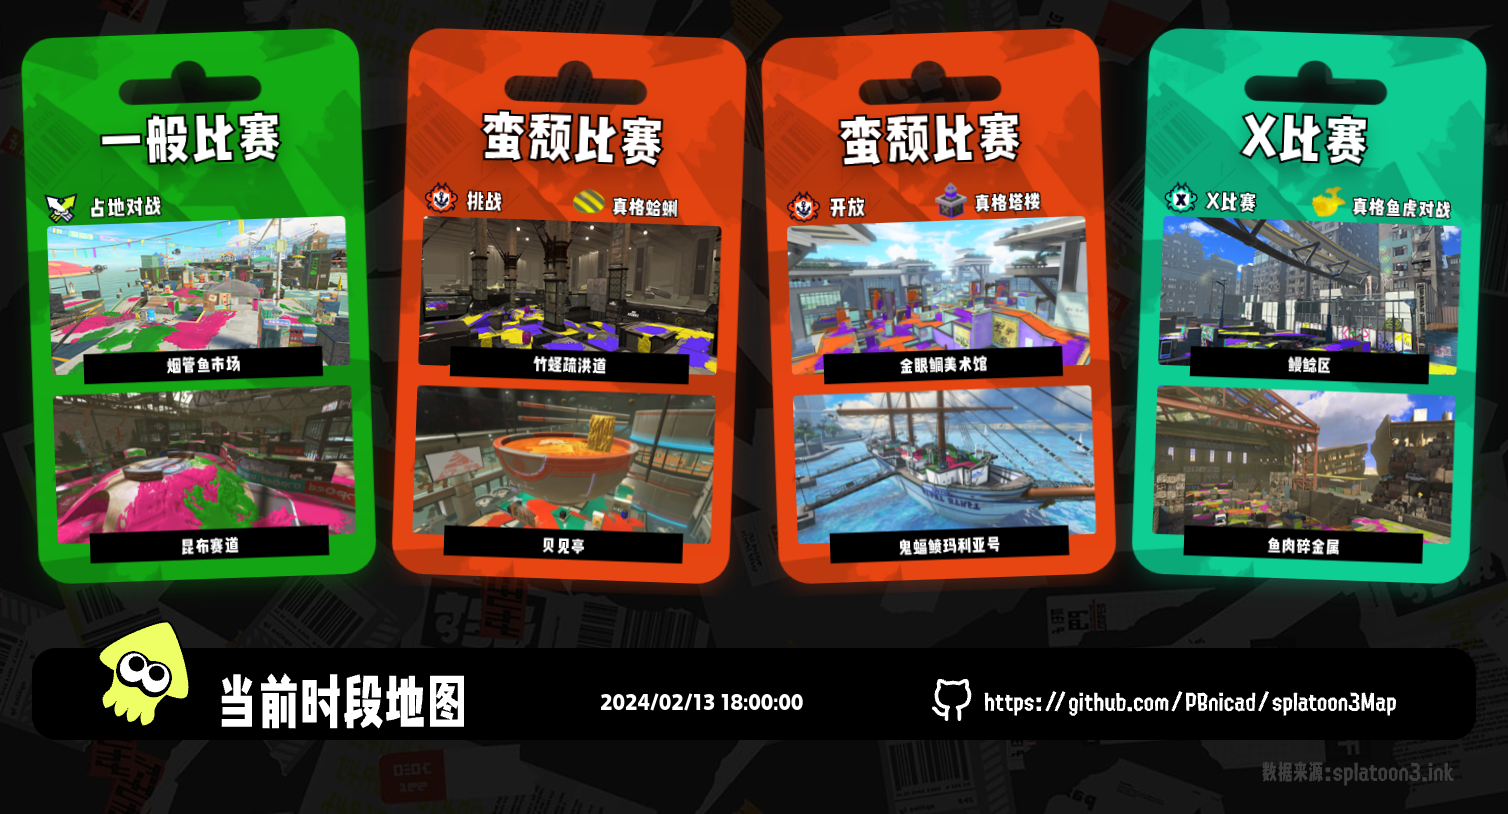 一般比赛
占地对战
烟管鱼市场
昆布赛道
蛮颓比赛
挑战
真格蛤蜊
竹蛏疏洪道
贝见亭
蛮颓比赛
开放
真格塔楼
金眼鲷美术馆
鬼蝠鲼玛利亚号
X比赛
X比赛
真格鱼虎对战
鳗鲶区
鱼肉碎金属
当前时段地图
2024/02/13 18:00:00
https://github.com/PBnicad/splatoon3Map
数据来源:splatoon3.ink